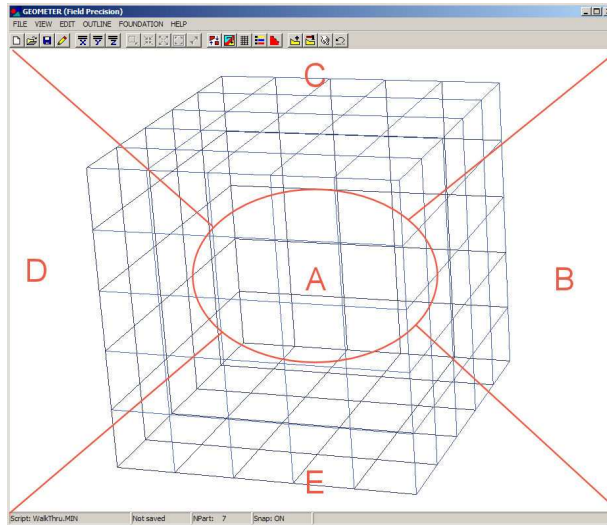 GEOMETER (Field Precision)
FILE VIEW EDIT OUTLINE FOUNDATION HELP
X Y Z
C
D A B
E
Script: WalkThru.MIN Not saved NPart: 7 Snap: ON